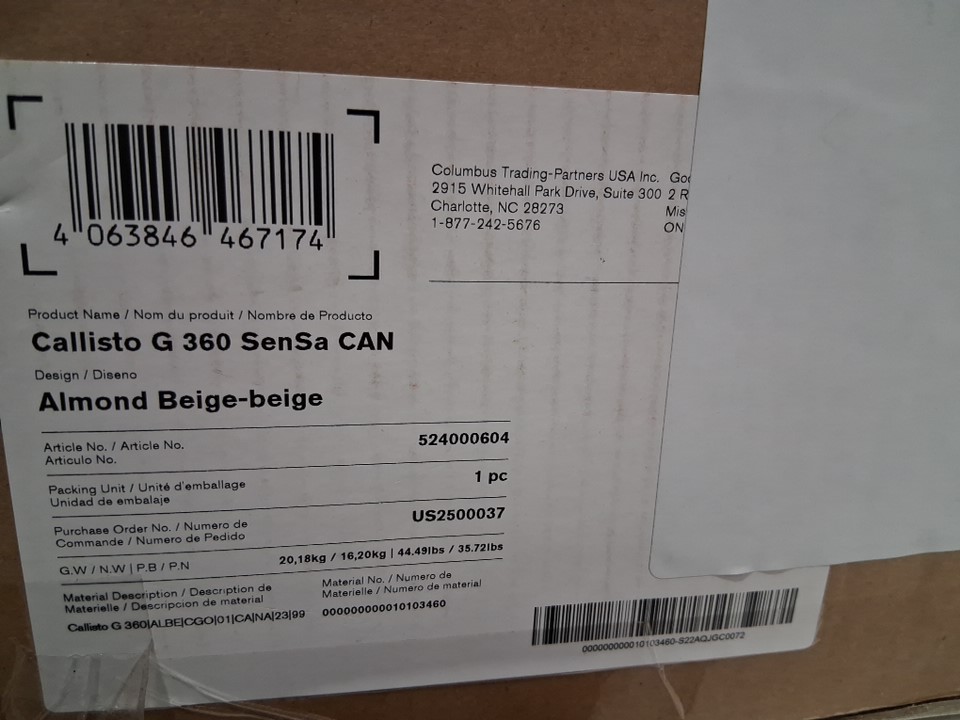 4 063846 467174
Columbus Trading-Partners USA Inc.
2915 Whitehall Park Drive, Suite 300
Charlotte, NC 28273
1-877-242-5676
2 R
ON
Product Name / Nom du produit / Nombre de Producto
Callisto G 360 SenSa CAN
Design / Diseno
Almond Beige-beige
Article No. / Article No.
Articulo No.
524000604
Packing Unit / Unité d'emballage
Unidad de embalaje
1 pc
Purchase Order No. / Numero de
Commande / Numero de Pedido
US2500037
G.W / N.W | P.B / P.N
20,18kg / 16,20kg | 44.49lbs / 35.72lbs
Material Description / Description de
Materielle / Descripcion de material
Callisto G 360|ALBE|CGO|01|CA|NA|23|99
Material No. / Numero de
Materielle / Numero de material
000000000010103460
000000000010103460-S22AQJGC0072